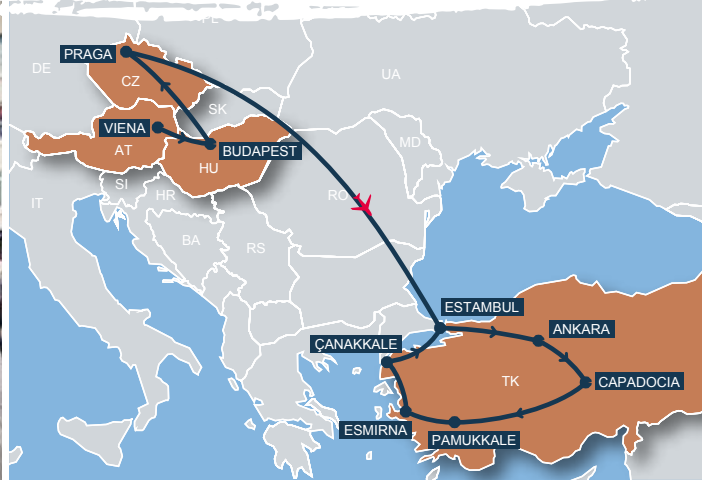 PL
DE
PRAGA
CZ
UA
SK
VIENA
MD
AT
BUDAPEST
HU
SI
HR
RO
IT
BA
RS
ESTAMBUL
ANKARA
ÇANAKKALE
TK
CAPADOCIA
ESMIRNA
PAMUKKALE